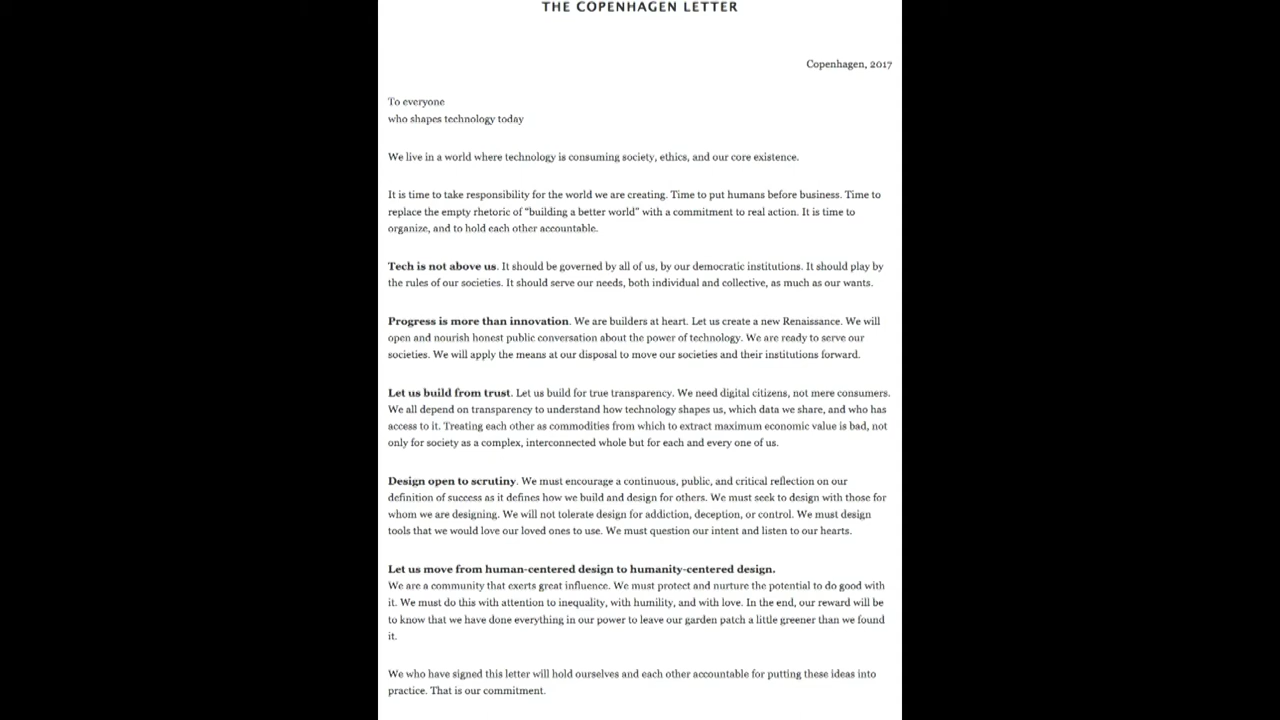 THE COPENHAGEN LETTER
Copenhagen, 2017
To everyone
who shapes technology today
We live in a world where technology is consuming society, ethics, and our core existence.
It is time to take responsibility for the world we are creating. Time to put humans before business. Time to
replace the empty rhetoric of “building a better world” with a commitment to real action. It is time to
organize, and to hold each other accountable.
Tech is not above us. It should be governed by all of us, by our democratic institutions. It should play by
the rules of our societies. It should serve our needs, both individual and collective, as much as our wants.
Progress is more than innovation. We are builders at heart. Let us create a new Renaissance. We will
open and nourish honest public conversation about the power of technology. We are ready to serve our
societies. We will apply the means at our disposal to move our societies and their institutions forward.
Let us build from trust. Let us build for true transparency. We need digital citizens, not mere consumers.
We all depend on transparency to understand how technology shapes us, which data we share, and who has
access to it. Treating each other as commodities from which to extract maximum economic value is bad, not
only for society as a complex, interconnected whole but for each and every one of us.
Design open to scrutiny. We must encourage a continuous, public, and critical reflection on our
definition of success as it defines how we build and design for others. We must seek to design with those for
whom we are designing. We will not tolerate design for addiction, deception, or control. We must design
tools that we would love our loved ones to use. We must question our intent and listen to our hearts.
Let us move from human-centered design to humanity-centered design.
We are a community that exerts great influence. We must protect and nurture the potential to do good with
it. We must do this with attention to inequality, with humility, and with love. In the end, our reward will be
to know that we have done everything in our power to leave our garden patch a little greener than we found
it.
We who have signed this letter will hold ourselves and each other accountable for putting these ideas into
practice. That is our commitment.